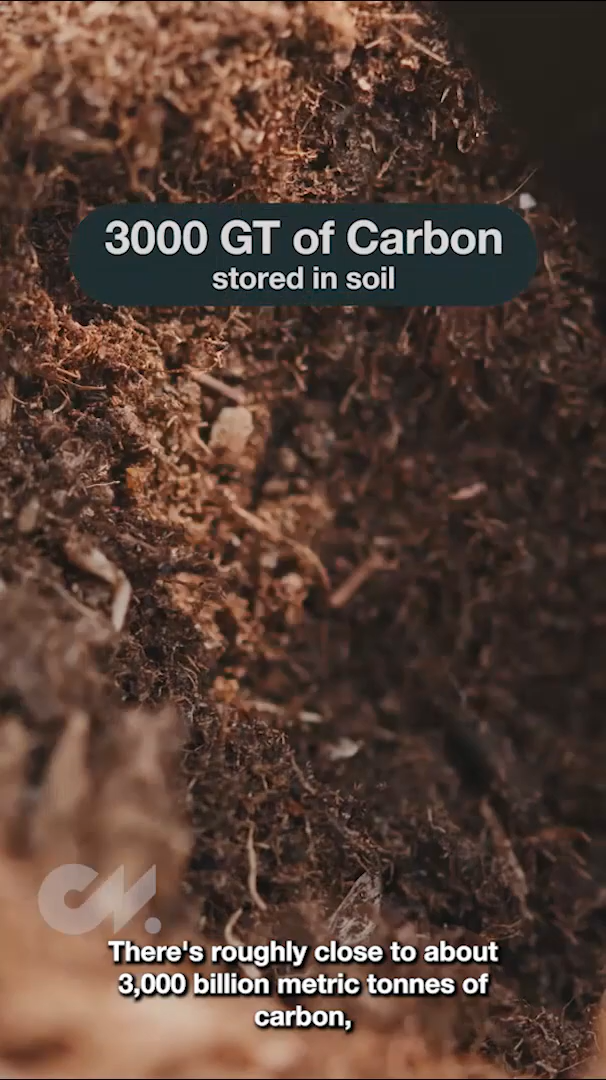 3000 GT of Carbon
stored in soil
CM.
There's roughly close to about
3,000 billion metric tonnes of
carbon,